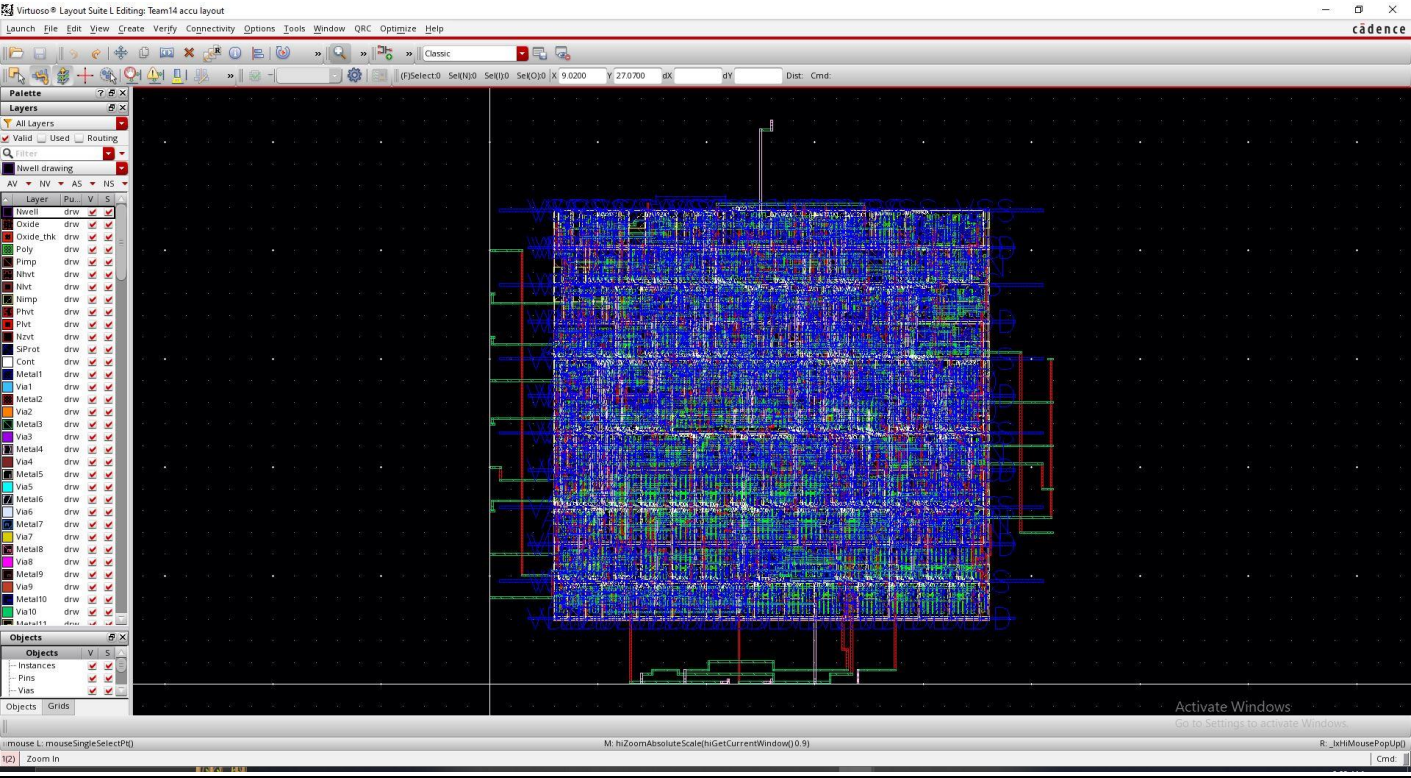 Virtuoso® Layout Suite L Editing: Team14 accu layout
Launch File Edit View Create Verify Connectivity Options Tools Window QRC Optimize Help
cādence
» » » Classic
» (F)Select:0 Sel(N):0 Sel(I):0 Sel(O):0 X 9.0200 Y 27.0700 dX dY Dist: Cmd:
Palette
Layers
All Layers
Valid Used Routing
Filter
Nwell drawing
AV NV AS NS
Layer Pu... V S
Nwell drw
Oxide drw
Oxide_thk drw
Poly drw
Pimp drw
Nhvt drw
Nlvt drw
Nimp drw
Phvt drw
Plvt drw
Nzvt drw
SiProt drw
Cont drw
Metal1 drw
Via1 drw
Metal2 drw
Via2 drw
Metal3 drw
Via3 drw
Metal4 drw
Via4 drw
Metal5 drw
Via5 drw
Metal6 drw
Via6 drw
Metal7 drw
Via7 drw
Metal8 drw
Via8 drw
Metal9 drw
Via9 drw
Metal10 drw
Via10 drw
Metal11 drw
Objects
Objects V S
Instances
Pins
Vias
Objects Grids
Activate Windows
Go to Settings to activate Windows.
mouse L: mouseSingleSelectPt() M: hiZoomAbsoluteScale(hiGetCurrentWindow() 0.9) R: _lxHiMousePopUp()
1(2) Zoom In Cmd: